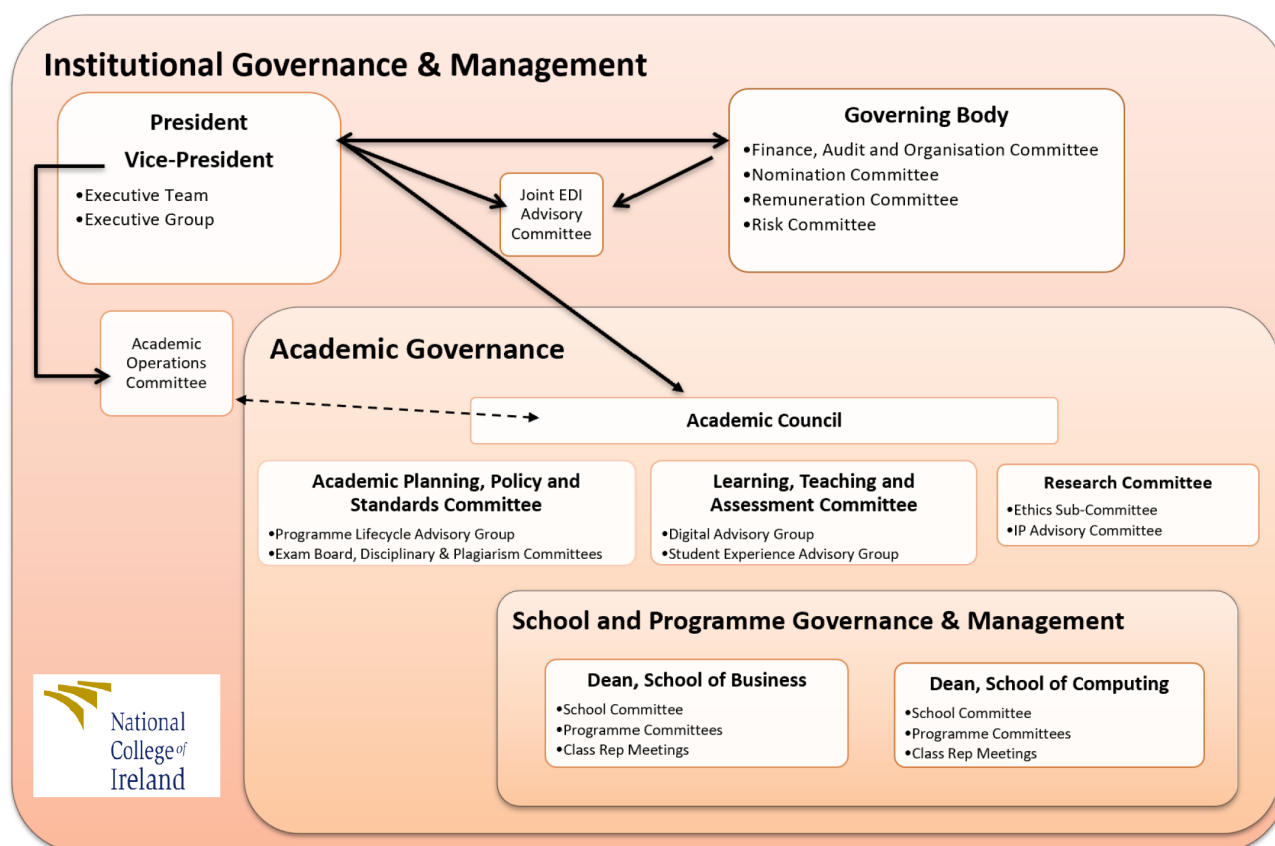 Institutional Governance & Management
President
Vice-President
•Executive Team
•Executive Group
Governing Body
•Finance, Audit and Organisation Committee
•Nomination Committee
•Remuneration Committee
•Risk Committee
Joint EDI
Advisory
Committee
Academic
Operations
Committee
Academic Governance
Academic Council
Academic Planning, Policy and
Standards Committee
•Programme Lifecycle Advisory Group
•Exam Board, Disciplinary & Plagiarism Committees
Learning, Teaching and
Assessment Committee
•Digital Advisory Group
•Student Experience Advisory Group
Research Committee
•Ethics Sub-Committee
•IP Advisory Committee
School and Programme Governance & Management
Dean, School of Business
•School Committee
•Programme Committees
•Class Rep Meetings
Dean, School of Computing
•School Committee
•Programme Committees
•Class Rep Meetings
National
College of
Ireland